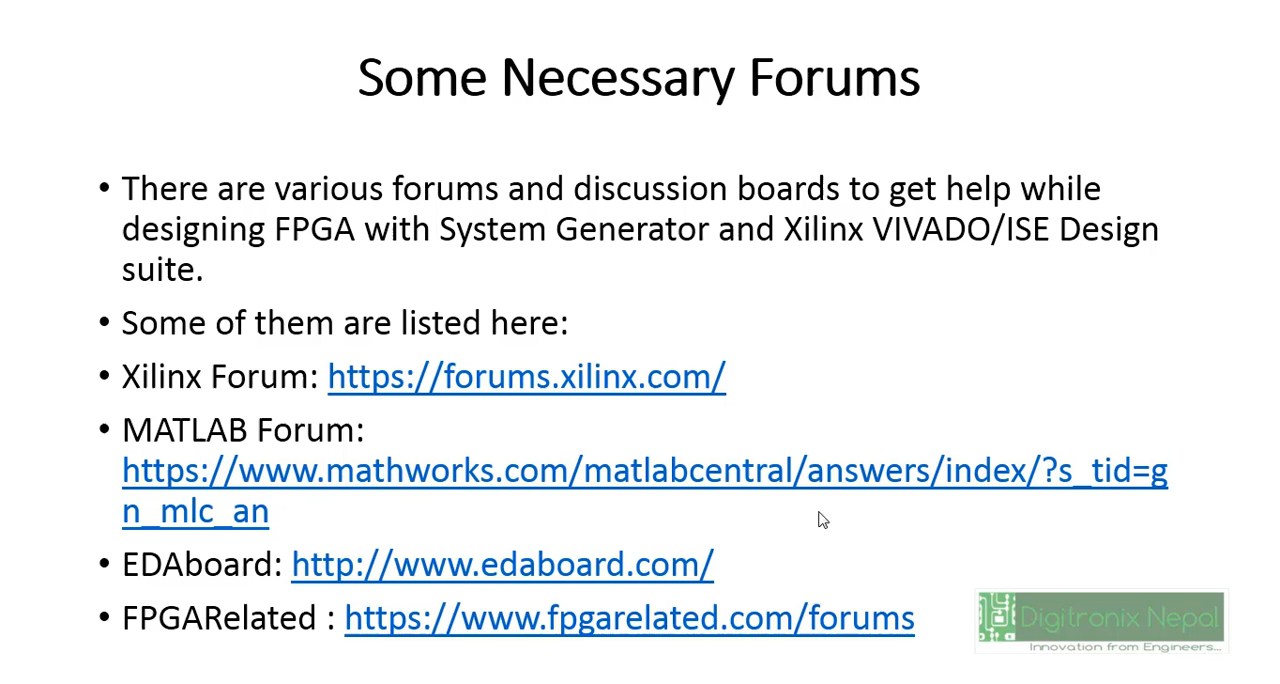 Some Necessary Forums
• There are various forums and discussion boards to get help while
designing FPGA with System Generator and Xilinx VIVADO/ISE Design
suite.
• Some of them are listed here:
• Xilinx Forum: https://forums.xilinx.com/
• MATLAB Forum:
https://www.mathworks.com/matlabcentral/answers/index/?s_tid=g
n_mlc_an
• EDAboard: http://www.edaboard.com/
• FPGARelated : https://www.fpgarelated.com/forums
Digitronix Nepal
Innovation from Engineers...